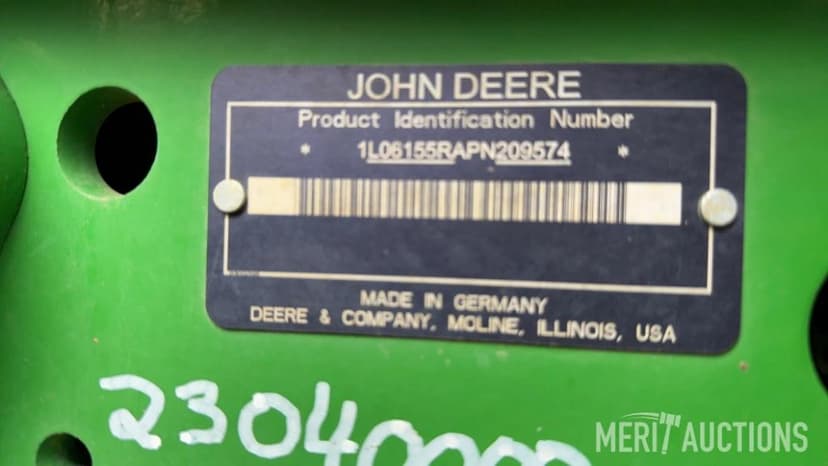 JOHN DEERE
Product Identification Number
* 1L06155RAPN209574 *
MADE IN GERMANY
DEERE & COMPANY, MOLINE, ILLINOIS, USA
MERIT AUCTIONS